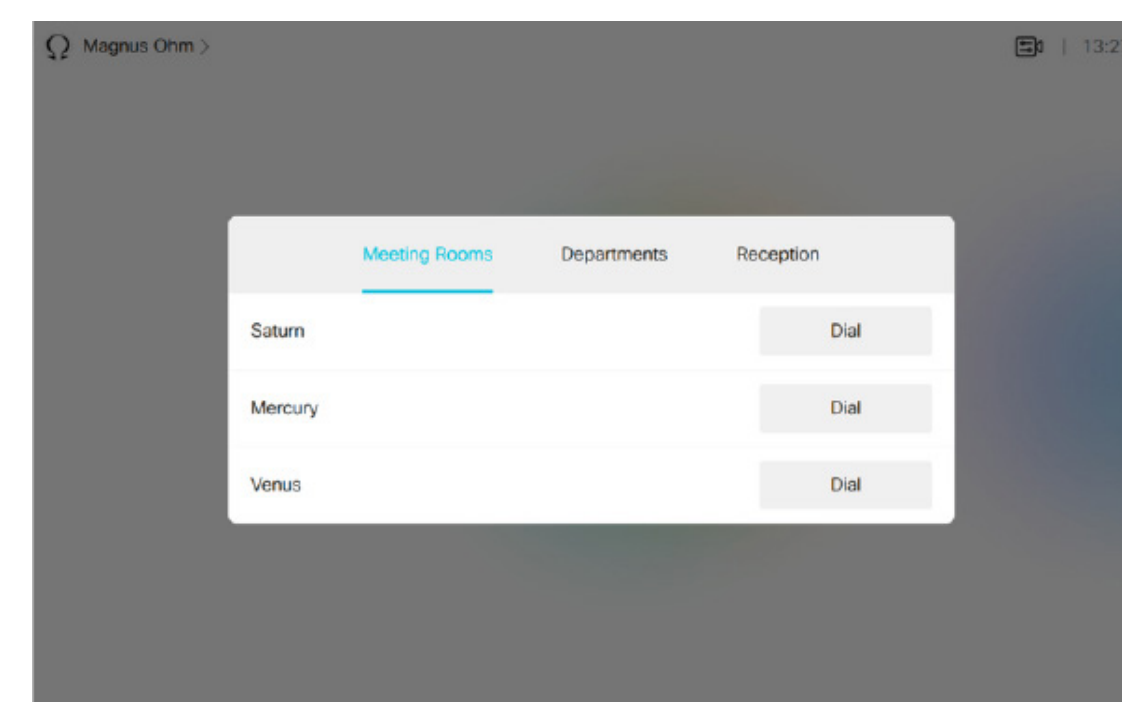 Magnus Ohm >
Meeting Rooms Departments Reception
Saturn Dial
Mercury Dial
Venus Dial